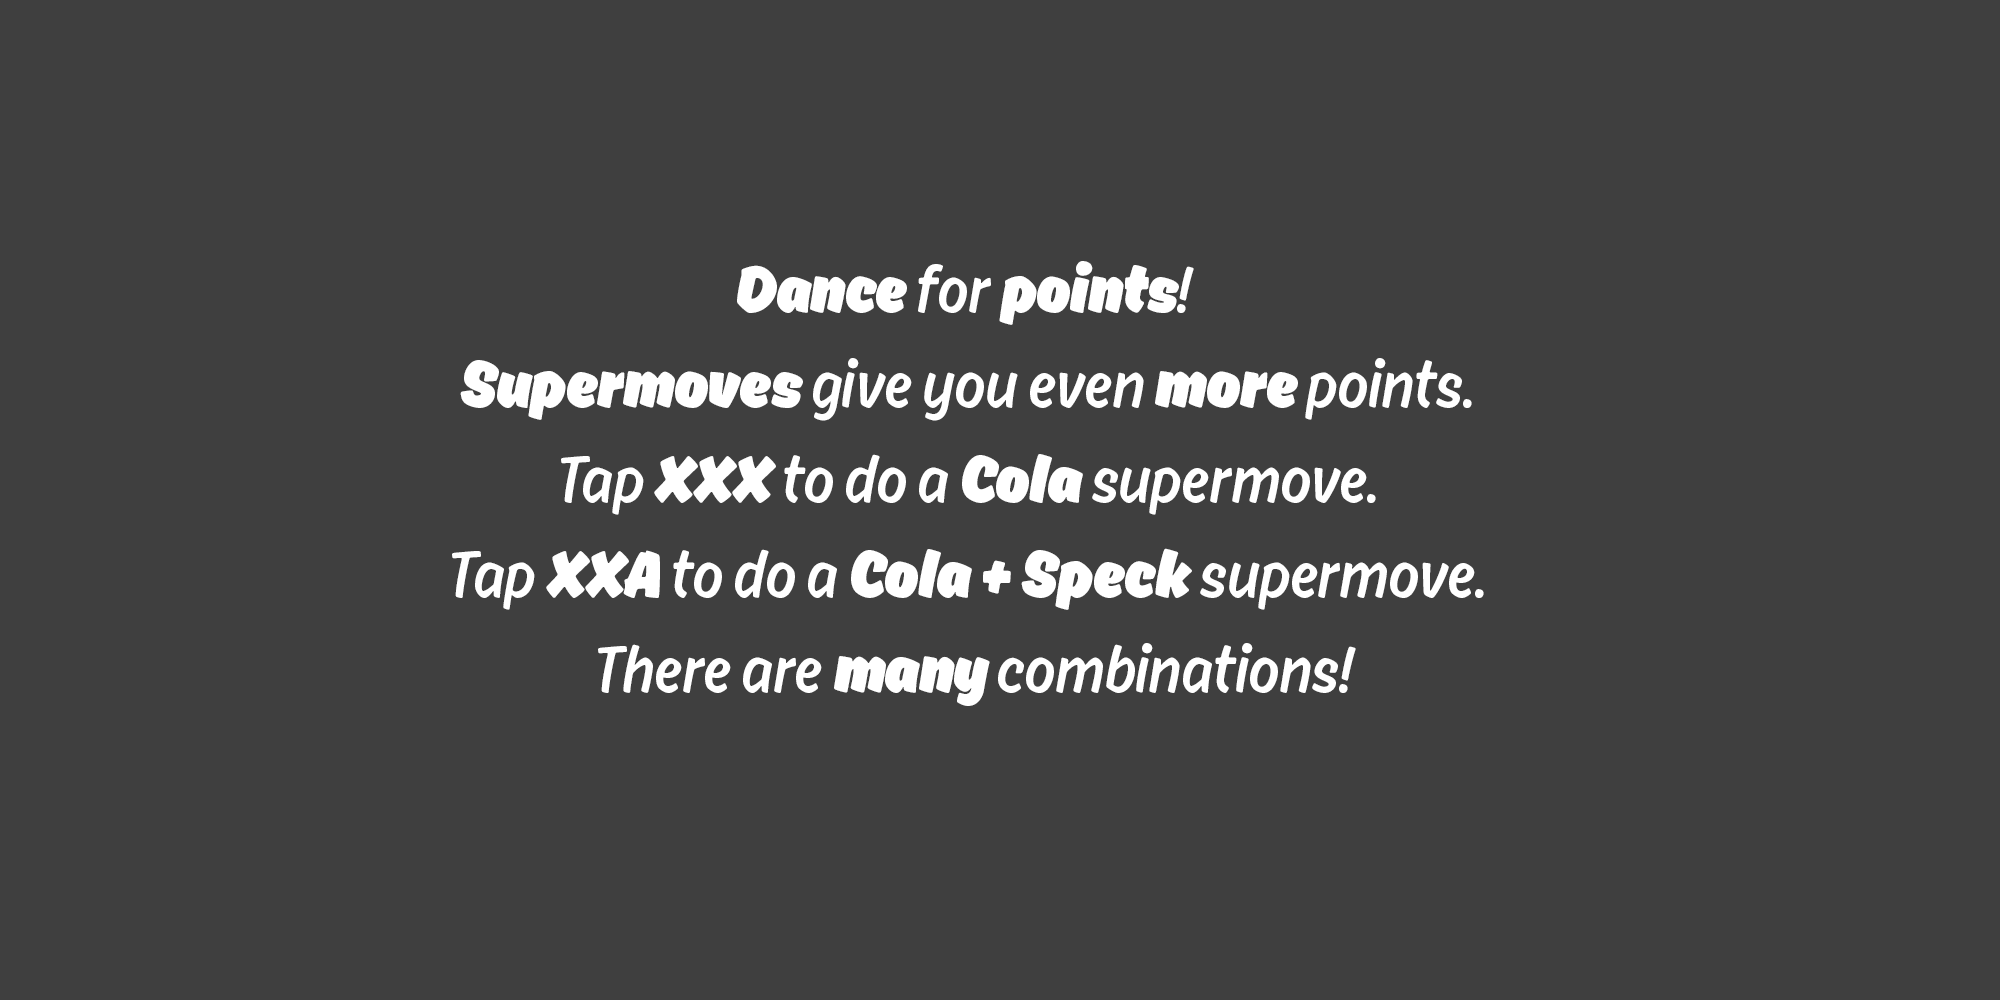 Dance for points!
Supermoves give you even more points.
Tap XXX to do a Cola supermove.
Tap XXA to do a Cola + Speck supermove.
There are many combinations!